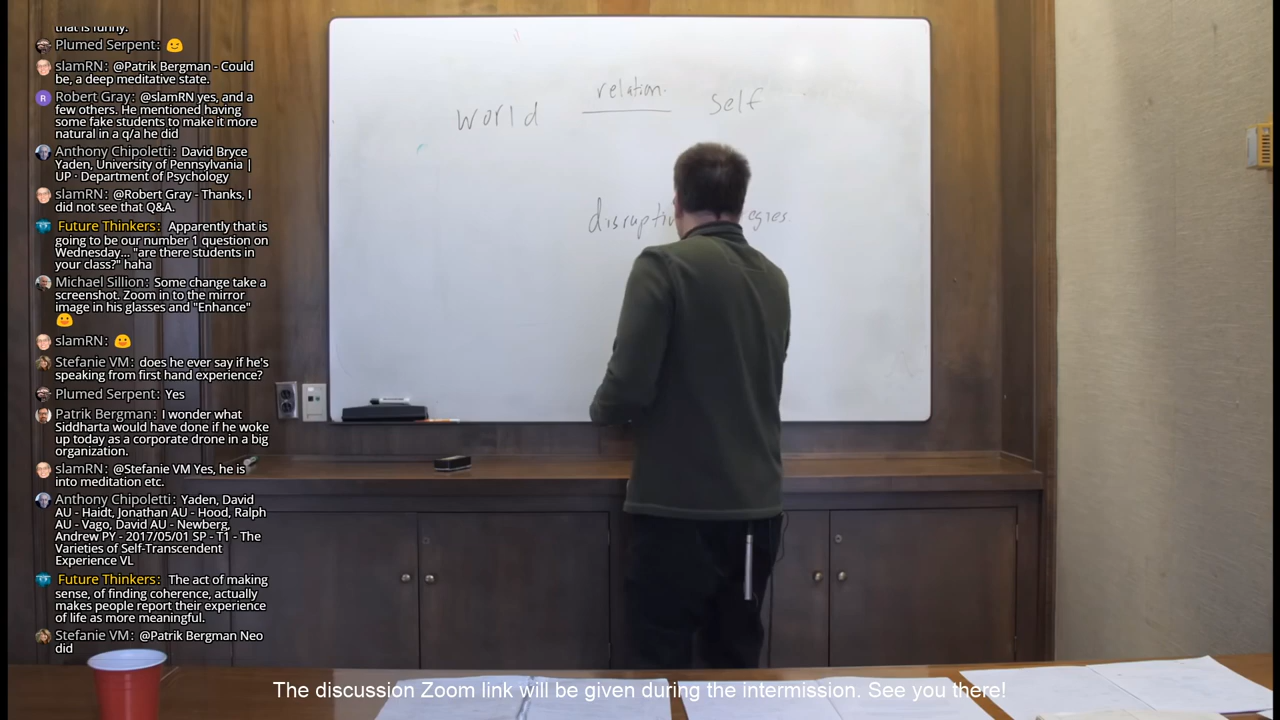 that is funny.
Plumed Serpent:
slamRN: @Patrik Bergman - Could
be, a deep meditative state.
R
Robert Gray: @slamRN yes, and a
few others. He mentioned having
some fake students to make it more
natural in a q/a he did
Anthony Chipoletti: David Bryce
Yaden, University of Pennsylvania |
UP · Department of Psychology
slamRN: @Robert Gray - Thanks, I
did not see that Q&A.
Future Thinkers: Apparently that is
going to be our number 1 question on
Wednesday... "are there students in
your class?" haha
Michael Sillion: Some change take a
screenshot. Zoom in to the mirror
image in his glasses and "Enhance"
slamRN:
Stefanie VM: does he ever say if he's
speaking from first hand experience?
Plumed Serpent: Yes
Patrik Bergman: I wonder what
Siddharta would have done if he woke
up today as a corporate drone in a big
organization.
slamRN: @Stefanie VM Yes, he is
into meditation etc.
Anthony Chipoletti: Yaden, David
AU - Haidt, Jonathan AU - Hood, Ralph
AU - Vago, David AU - Newberg,
Andrew PY - 2017/05/01 SP - T1 - The
Varieties of Self-Transcendent
Experience VL
Future Thinkers: The act of making
sense, of finding coherence, actually
makes people report their experience
of life as more meaningful.
Stefanie VM: @Patrik Bergman Neo
did
world relation. self
The discussion Zoom link will be given during the intermission. See you there!